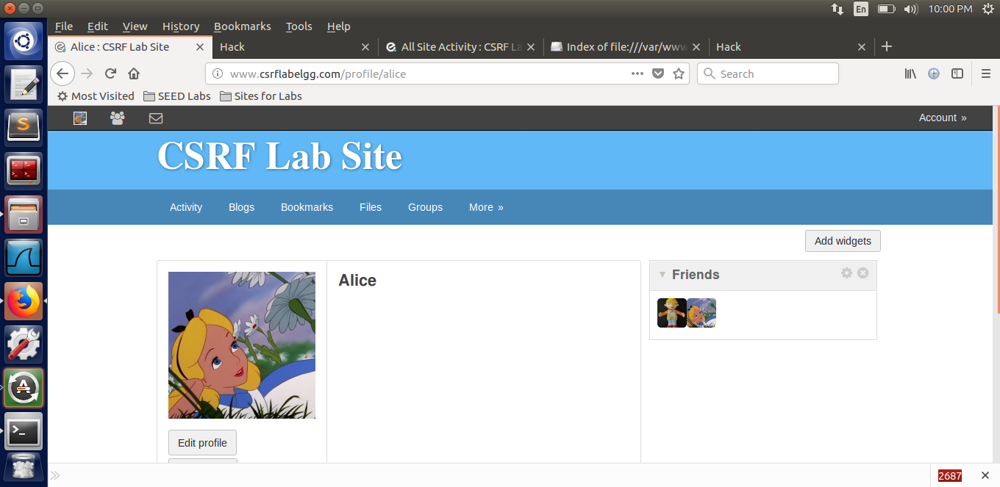 En 10:00 PM
File Edit View History Bookmarks Tools Help
Alice : CSRF Lab Site Hack All Site Activity : CSRF La Index of file:///var/www Hack
www.csrflabelgg.com/profile/alice Search
Most Visited SEED Labs Sites for Labs
Account »
CSRF Lab Site
Activity Blogs Bookmarks Files Groups More »
Add widgets
Alice
Friends
Edit profile
2687